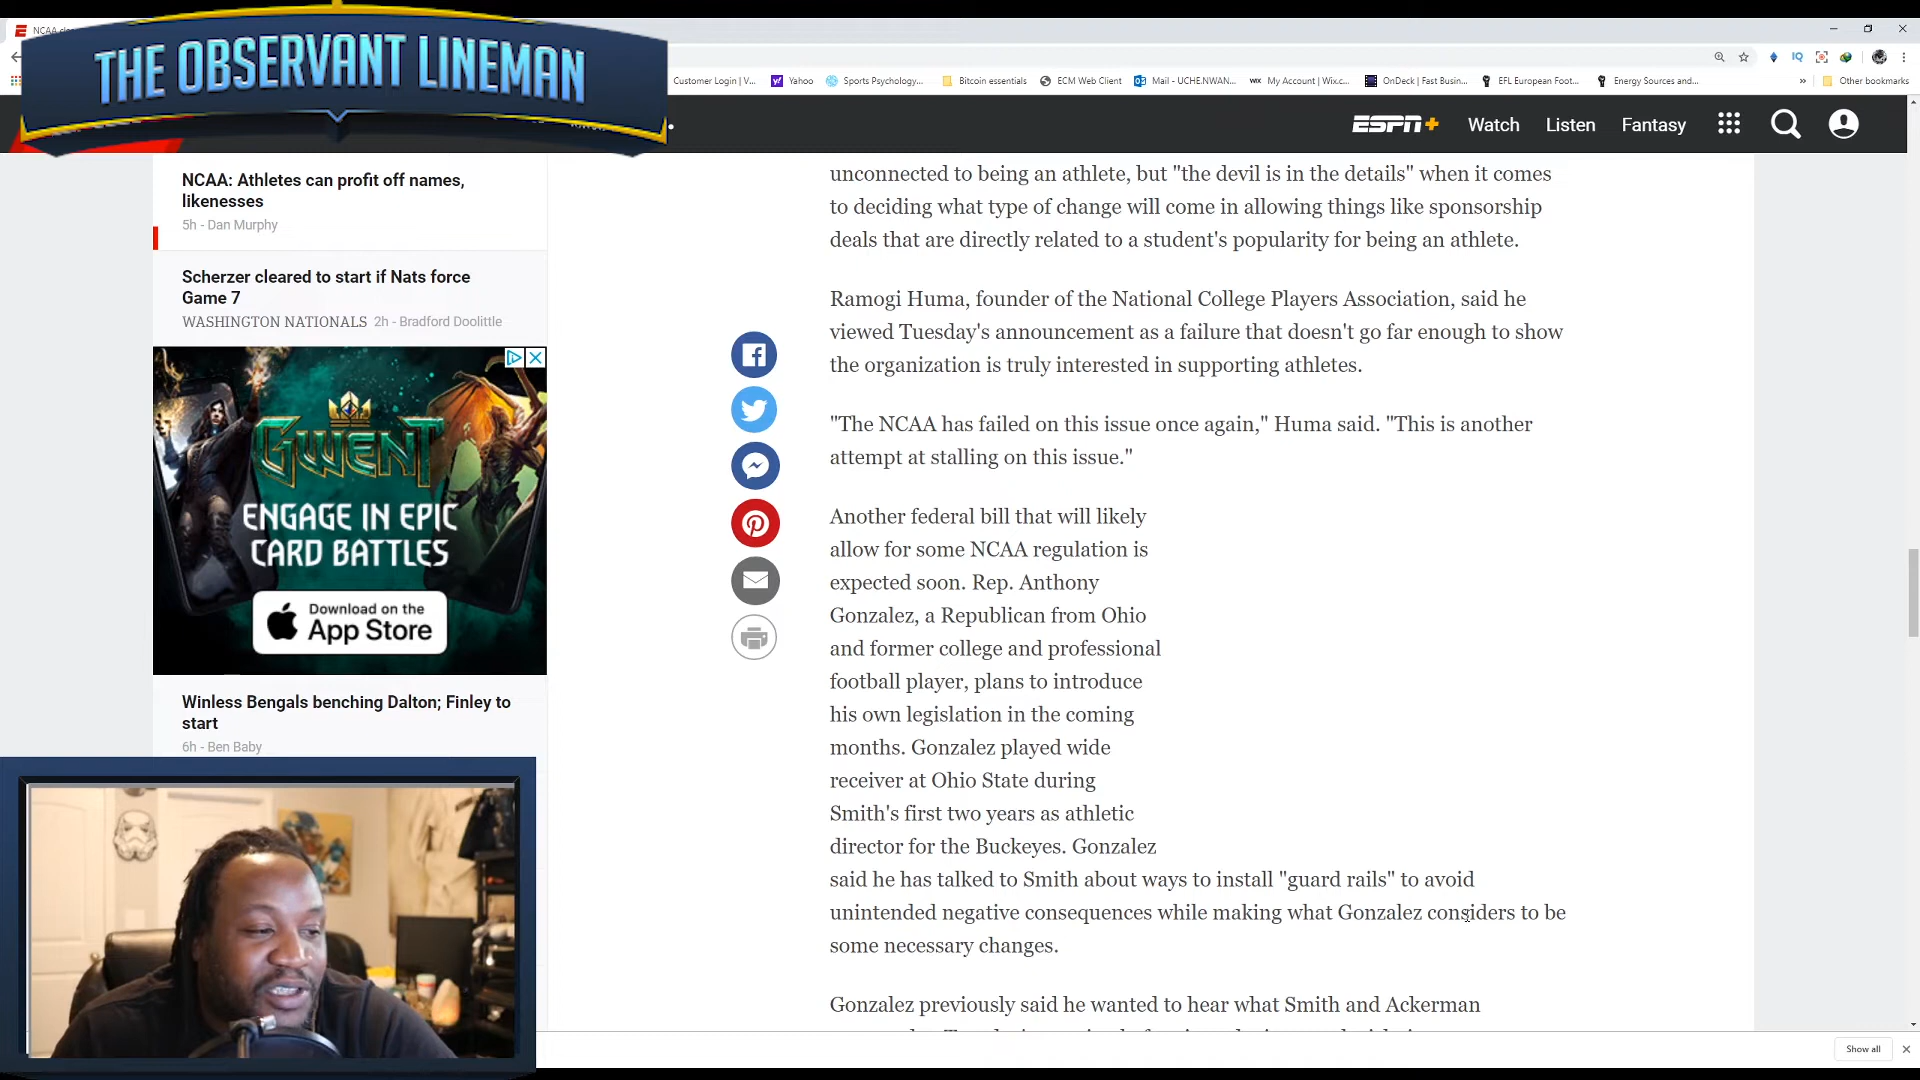 THE OBSERVANT LINEMAN
Customer Login | V...
Yahoo
Sports Psychology...
Bitcoin essentials
ECM Web Client
Mail - UCHE.NWAN...
WIX My Account | Wix.c...
OnDeck | Fast Busin...
EFL European Foot...
Energy Sources and...
»
Other bookmarks
IQ
ESPN+
Watch
Listen
Fantasy
NCAA: Athletes can profit off names,
likenesses
5h - Dan Murphy
Scherzer cleared to start if Nats force
Game 7
WASHINGTON NATIONALS 2h - Bradford Doolittle
GWENT
ENGAGE IN EPIC
CARD BATTLES
Download on the
App Store
Winless Bengals benching Dalton; Finley to
start
6h - Ben Baby
unconnected to being an athlete, but "the devil is in the details" when it comes
to deciding what type of change will come in allowing things like sponsorship
deals that are directly related to a student's popularity for being an athlete.
Ramogi Huma, founder of the National College Players Association, said he
viewed Tuesday's announcement as a failure that doesn't go far enough to show
the organization is truly interested in supporting athletes.
"The NCAA has failed on this issue once again," Huma said. "This is another
attempt at stalling on this issue."
Another federal bill that will likely
allow for some NCAA regulation is
expected soon. Rep. Anthony
Gonzalez, a Republican from Ohio
and former college and professional
football player, plans to introduce
his own legislation in the coming
months. Gonzalez played wide
receiver at Ohio State during
Smith's first two years as athletic
director for the Buckeyes. Gonzalez
said he has talked to Smith about ways to install "guard rails" to avoid
unintended negative consequences while making what Gonzalez considers to be
some necessary changes.
Gonzalez previously said he wanted to hear what Smith and Ackerman
Show all